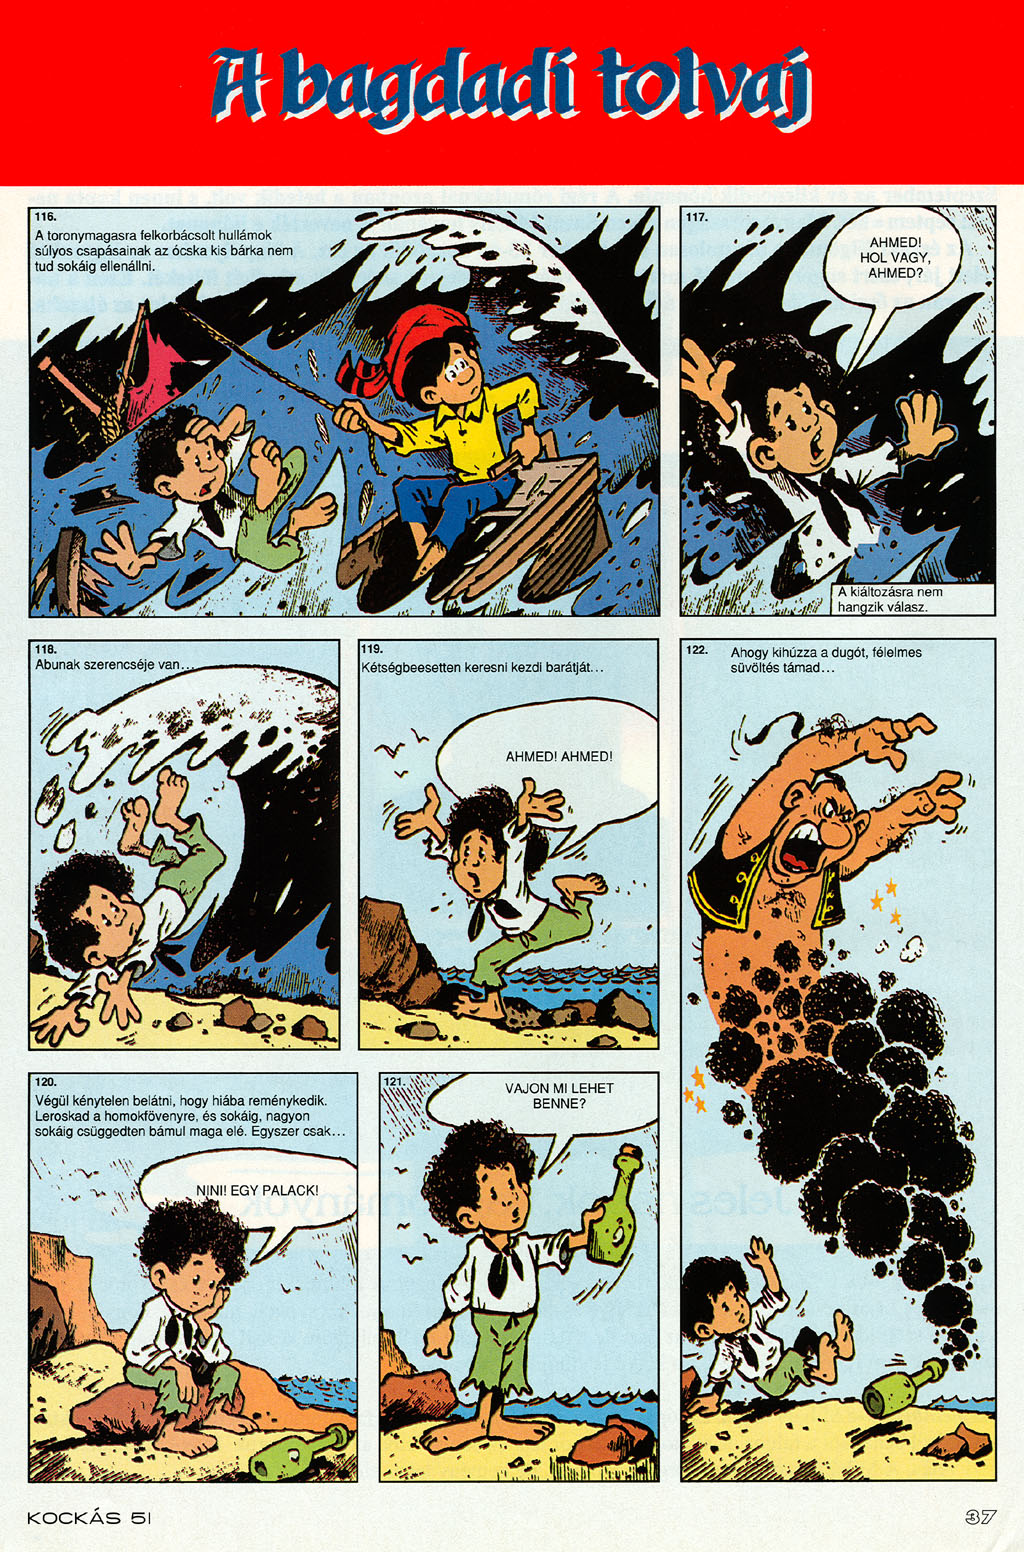 A bagdadi tolvaj
116.
A toronymagasra felkorbácsolt hullámok
súlyos csapásainak az ócska kis bárka nem
tud sokáig ellenállni.
117.
AHMED!
HOL VAGY,
AHMED?
A kiáltozásra nem
hangzik válasz.
118.
Abunak szerencséje van...
119.
Kétségbeesetten keresni kezdi barátját...
AHMED! AHMED!
120.
Végül kénytelen belátni, hogy hiába reménykedik.
Leroskad a homokfövenyre, és sokáig, nagyon
sokáig csüggedten bámul maga elé. Egyszer csak...
NINI! EGY PALACK!
121.
VAJON MI LEHET
BENNE?
122.
Ahogy kihúzza a dugót, félelmes
süvöltés támad...
KOCKÁS 51
37